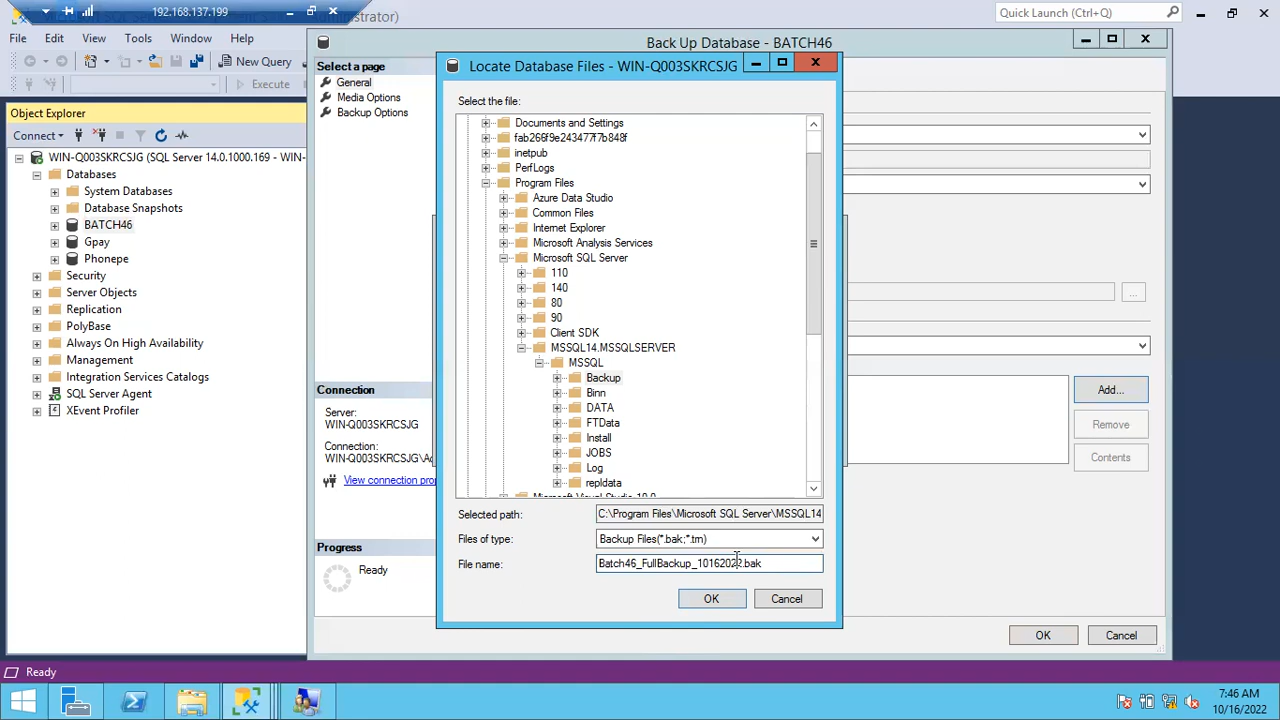 192.168.137.199
istrator)
Quick Launch (Ctrl+Q)
File Edit View Tools Window Help
New Query
Execute
Object Explorer
Connect
WIN-Q003SKRCSJG (SQL Server 14.0.1000.169 - WIN-
Databases
System Databases
Database Snapshots
BATCH46
Gpay
Phonepe
Security
Server Objects
Replication
PolyBase
Always On High Availability
Management
Integration Services Catalogs
SQL Server Agent
XEvent Profiler
Back Up Database - BATCH46
Select a page
General
Media Options
Backup Options
Connection
Server:
WIN-Q003SKRCSJG
Connection:
WIN-Q003SKRCSJG\Ac
View connection prop
Progress
Ready
Add...
Remove
Contents
OK
Cancel
Locate Database Files - WIN-Q003SKRCSJG
Select the file:
Documents and Settings
fab266f9e243477f7b848f
inetpub
PerfLogs
Program Files
Azure Data Studio
Common Files
Internet Explorer
Microsoft Analysis Services
Microsoft SQL Server
110
140
80
90
Client SDK
MSSQL14.MSSQLSERVER
MSSQL
Backup
Binn
DATA
FTData
Install
JOBS
Log
repldata
Microsoft Visual Studio 10.0
Selected path: C:\Program Files\Microsoft SQL Server\MSSQL14
Files of type: Backup Files(*.bak;*.trn)
File name: Batch46_FullBackup_10162022.bak
OK
Cancel
Ready
7:46 AM
10/16/2022